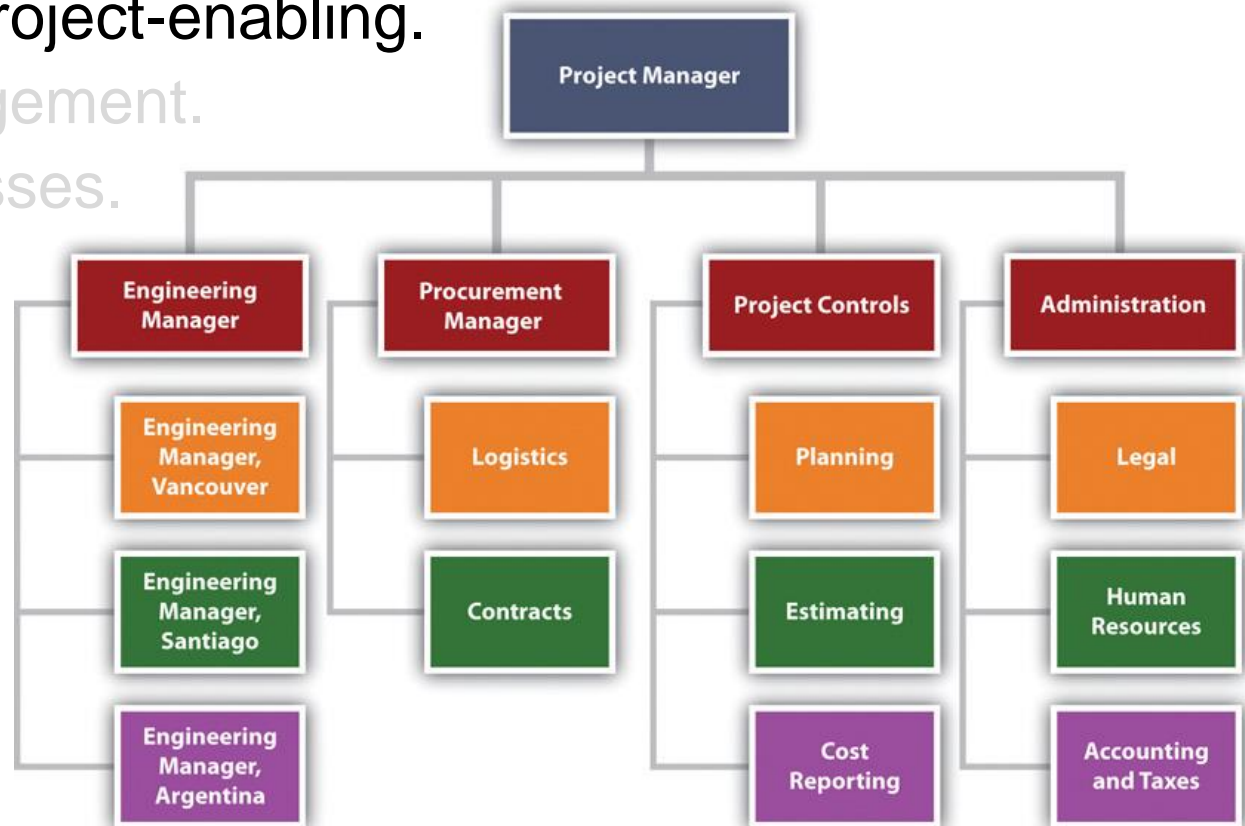 roject-enabling.
gement.
sses.
Project Manager
Engineering
Manager
Procurement
Manager
Project Controls
Administration
Engineering
Manager,
Vancouver
Logistics
Planning
Legal
Engineering
Manager,
Santiago
Contracts
Estimating
Human
Resources
Engineering
Manager,
Argentina
Cost
Reporting
Accounting
and Taxes